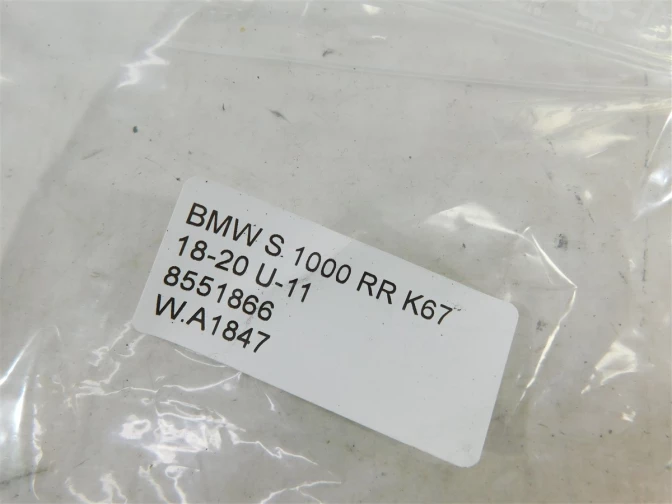 BMW S. 1000 RR K67
18-20 U-11
8551866
W.A1847